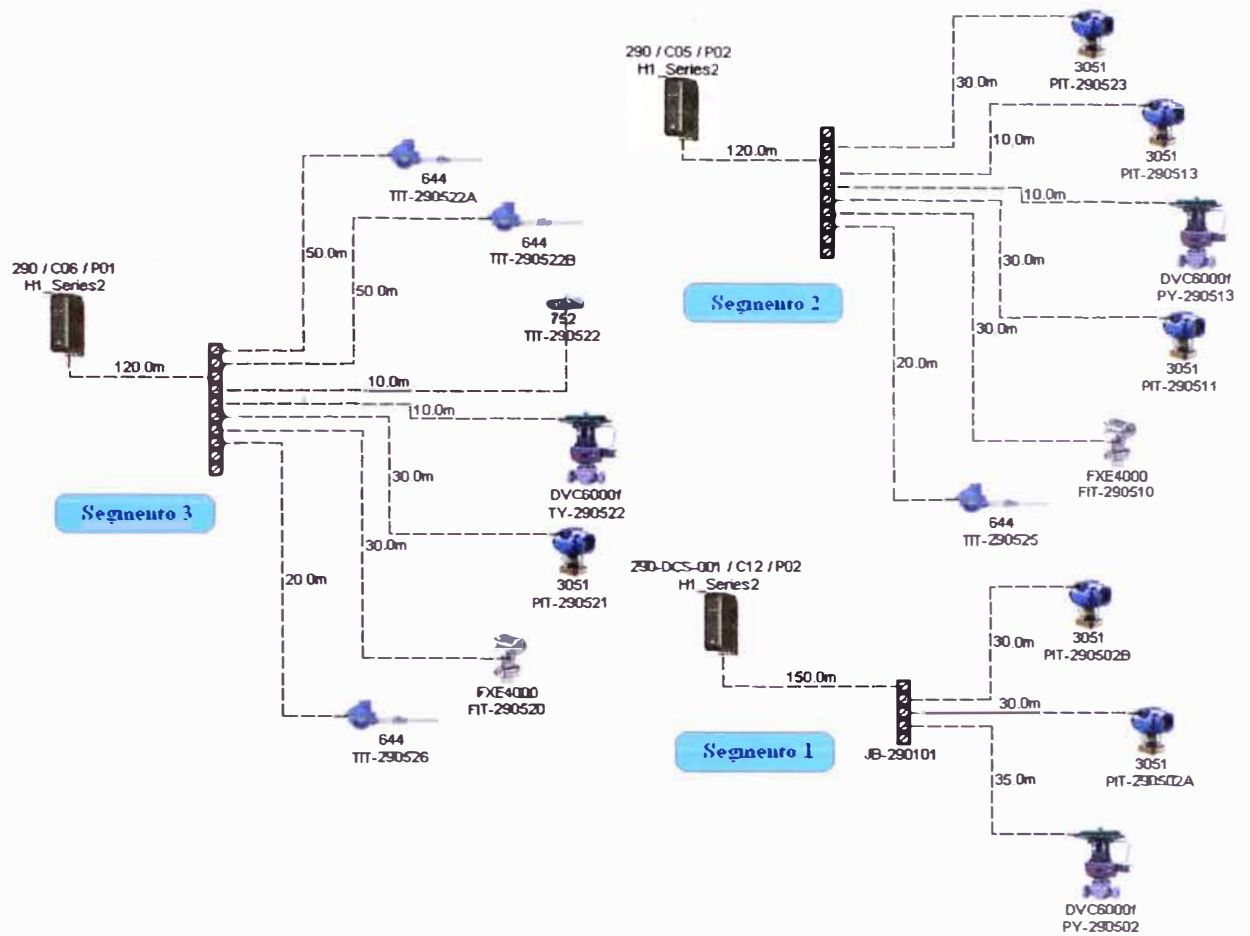 290 / C06 / P01
H1_Series2
120.0m
50.0m
644
TIT-290522A
50.0m
644
TIT-290522B
10.0m
752
TIT-290522
10.0m
DVC6000f
TY-290522
30.0m
3051
PIT-290521
30.0m
FXE4000
FIT-290520
20.0m
644
TIT-290526
Segmento 3
290 / C05 / P02
H1_Series2
120.0m
30.0m
3051
PIT-290523
10.0m
3051
PIT-290513
10.0m
DVC6000f
PY-290513
30.0m
3051
PIT-290511
30.0m
FXE4000
FIT-290510
20.0m
644
TIT-290525
Segmento 2
290-DCS-001 / C12 / P02
H1_Series2
150.0m
JB-290101
30.0m
3051
PIT-290502B
30.0m
3051
PIT-290502A
35.0m
DVC6000f
PY-290502
Segmento 1